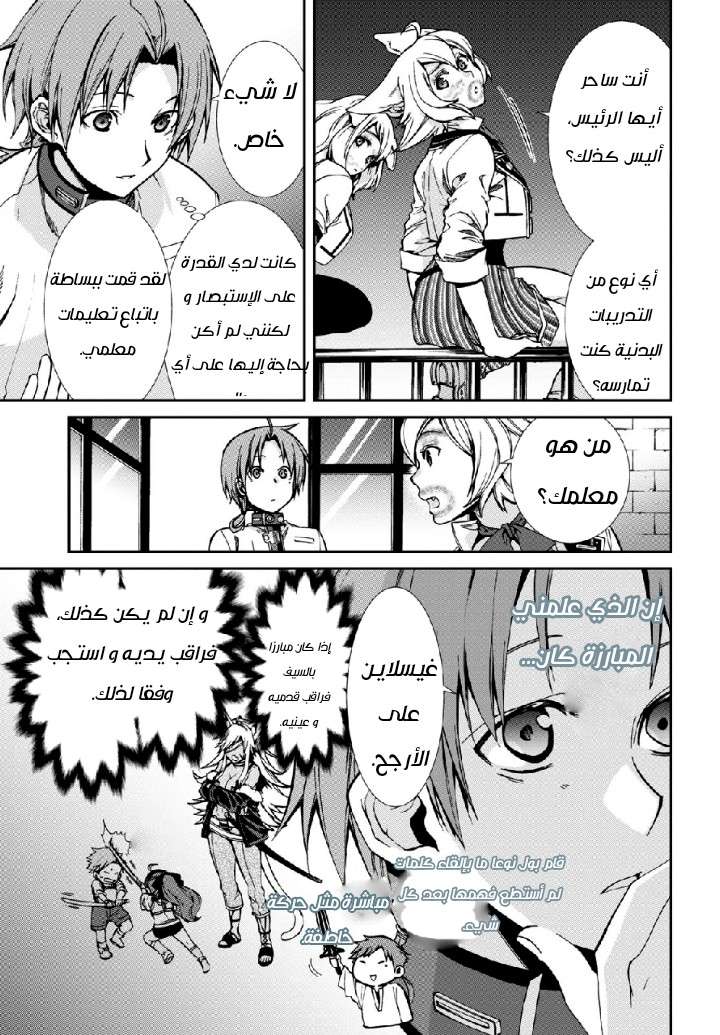 أنت ساحر
أيها الرئيس،
أليس كذلك؟
أي نوع من
التدريبات
البدنية كنت
تمارسه؟
لا شيء
خاص.
كانت لدي القدرة
على الإستبصار و
لكنني لم أكن
بحاجة إليها على أي
لقد قمت ببساطة
باتباع تعليمات
معلمي.
من هو
معلمك؟
إن الذي علمني
المبارزة كان...
غيسلاين
على
الأرجح.
إذا كان مبارزا
بالسيف
فراقب قدميه
و عينيه.
و إن لم يكن كذلك،
فراقب يديه و استجب
وفقا لذلك.
قام بول نوعا ما بإلقاء كلمات
لم أستطع فهمها بعد كل
شيء
مباشرة مثل حركة
خاطفة.